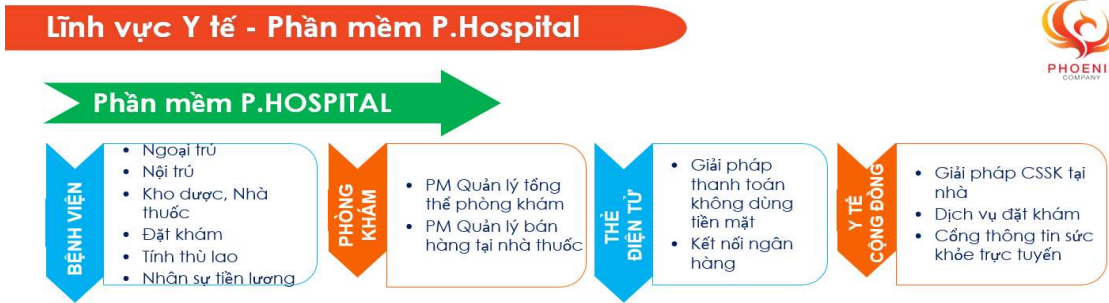 Lĩnh vực Y tế - Phần mềm P.Hospital
PHOENI
COMPANY
Phần mềm P.HOSPITAL
BỆNH VIỆN
• Ngoại trú
• Nội trú
• Kho dược, Nhà
thuốc
• Đặt khám
• Tính thù lao
• Nhân sự tiền lương
PHÒNG
KHÁM
• PM Quản lý tổng
thể phòng khám
• PM Quản lý bán
hàng tại nhà thuốc
THẺ
ĐIỆN TỬ
• Giải pháp
thanh toán
không dùng
tiền mặt
• Kết nối ngân
hàng
Y TẾ
CỘNG ĐỒNG
• Giải pháp CSSK tại
nhà
• Dịch vụ đặt khám
• Cổng thông tin sức
khỏe trực tuyến